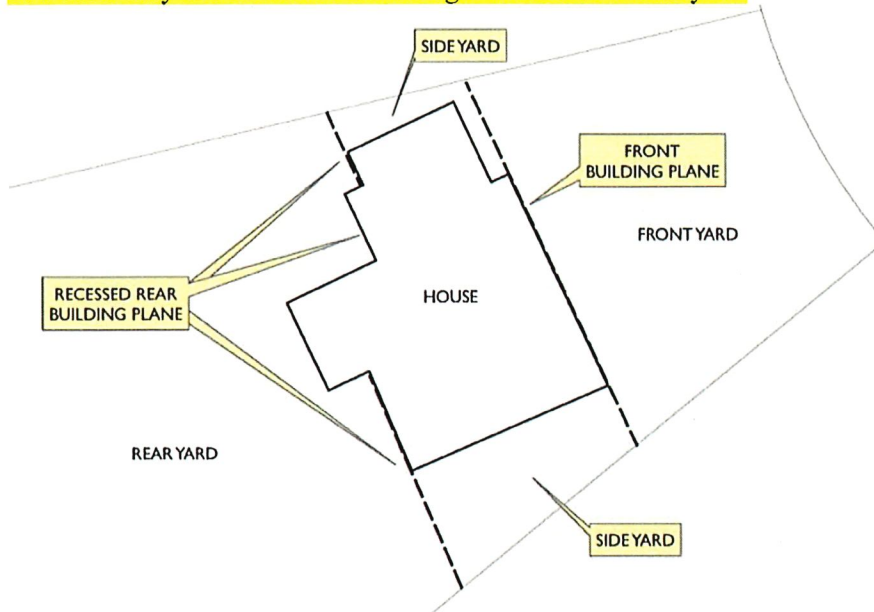 SIDE YARD
FRONT
BUILDING PLANE
FRONT YARD
RECESSED REAR
BUILDING PLANE
HOUSE
REAR YARD
SIDE YARD